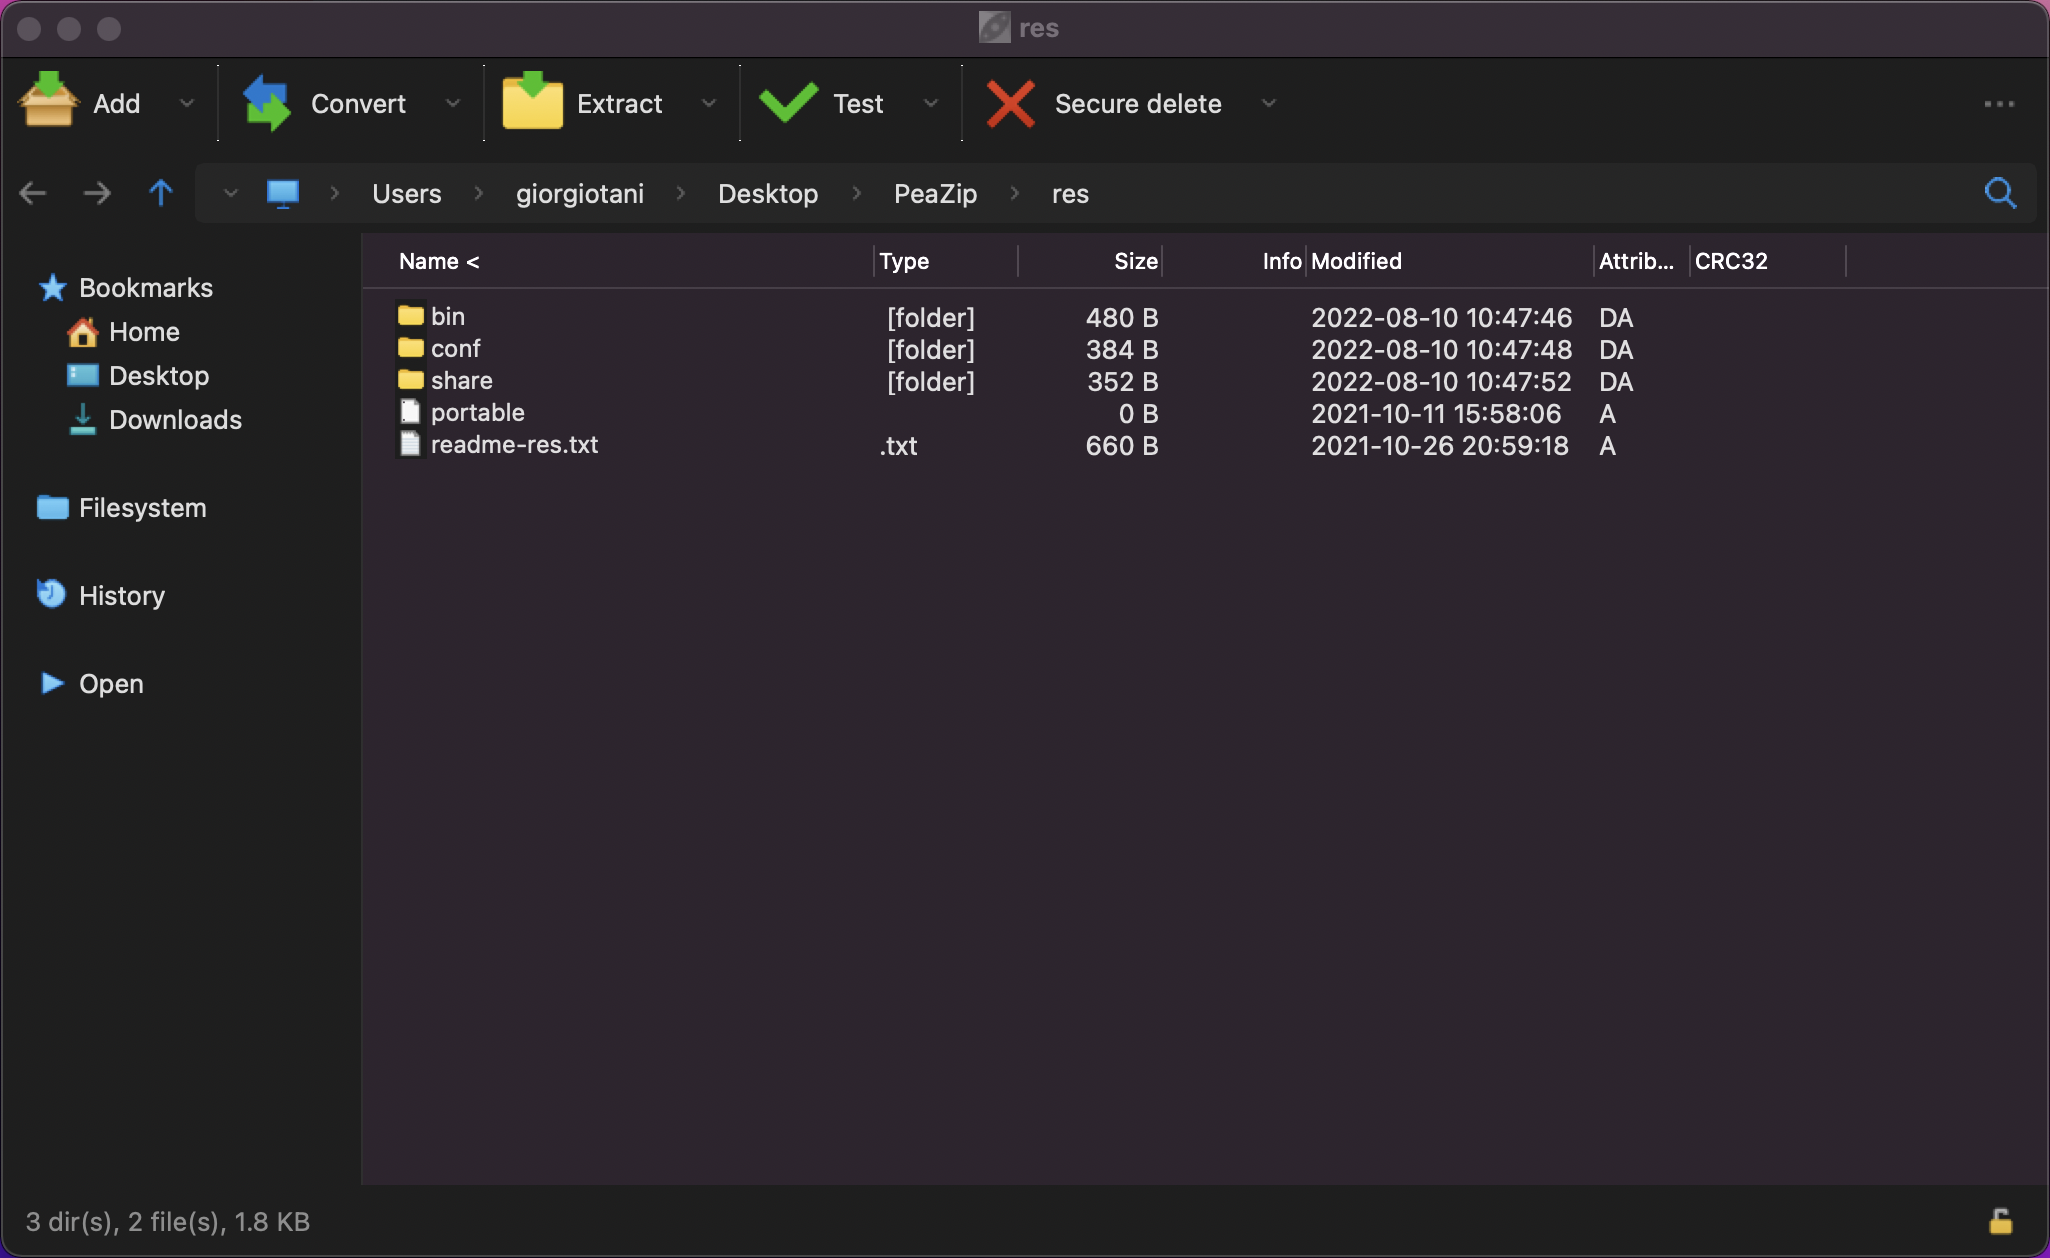 res
Add Convert Extract Test Secure delete ...
Users > giorgiotani > Desktop > PeaZip > res
Name < Type Size Info Modified Attrib... CRC32
Bookmarks
Home
Desktop
Downloads
Filesystem
History
Open
bin [folder] 480 B 2022-08-10 10:47:46 DA
conf [folder] 384 B 2022-08-10 10:47:48 DA
share [folder] 352 B 2022-08-10 10:47:52 DA
portable 0 B 2021-10-11 15:58:06 A
readme-res.txt .txt 660 B 2021-10-26 20:59:18 A
3 dir(s), 2 file(s), 1.8 KB